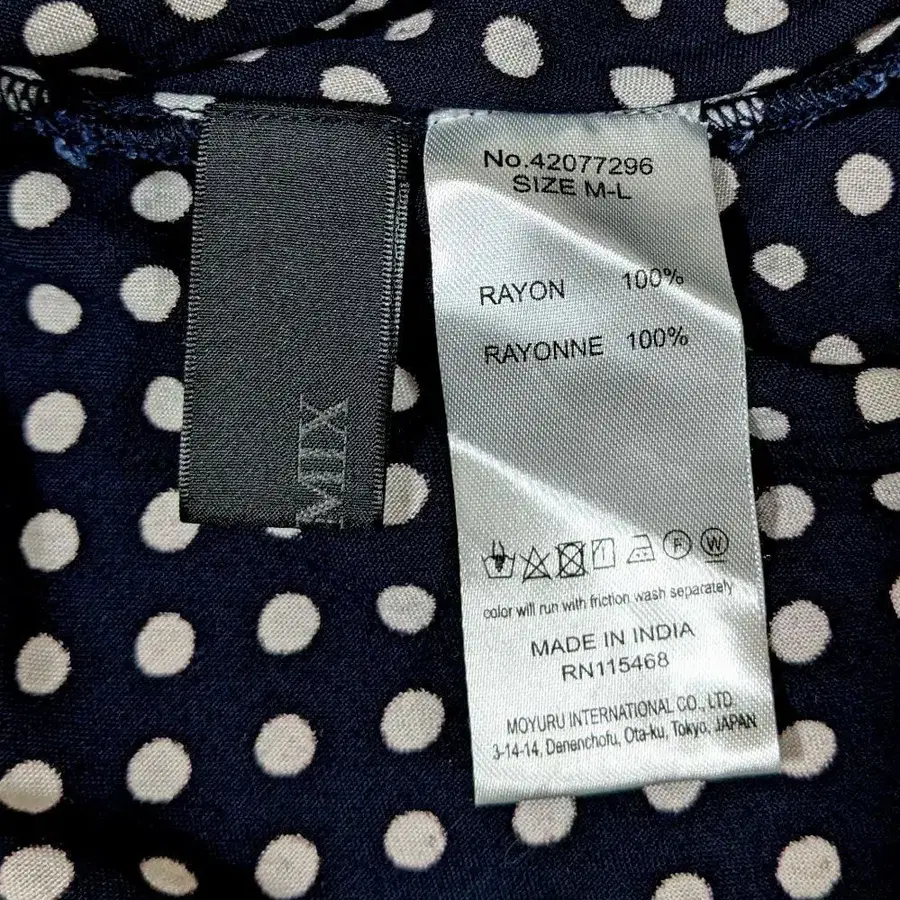 MIX
No.42077296
SIZE M-L
RAYON 100%
RAYONNE 100%
F W
color will run with friction wash separately
MADE IN INDIA
RN115468
MOYURU INTERNATIONAL CO., LTD.
3-14-14, Denenchofu, Ota-ku, Tokyo, JAPAN